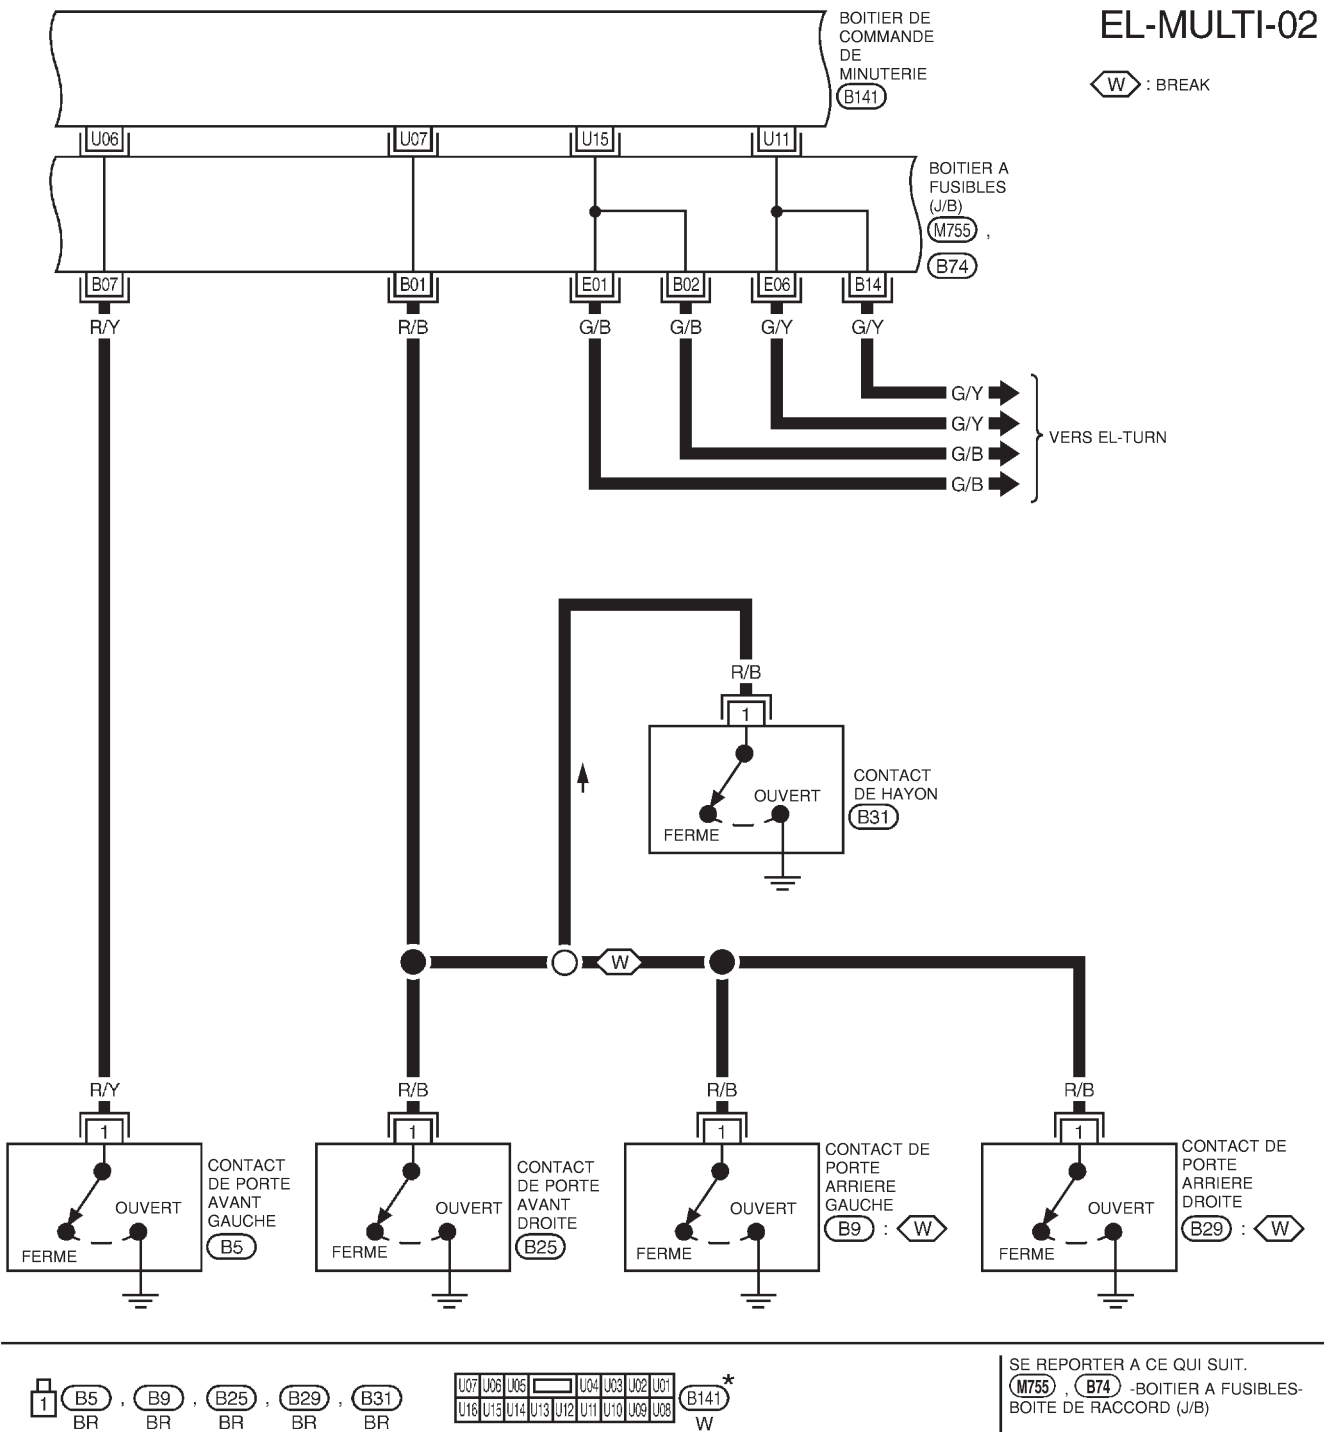 EL-MULTI-02
W : BREAK
BOITIER DE
COMMANDE
DE
MINUTERIE
B141
U06 U07 U15 U11
BOITIER A
FUSIBLES
(J/B)
M755 ,
B74
B07 B01 E01 B02 E06 B14
R/Y R/B G/B G/B G/Y G/Y
G/Y
G/Y
G/B
G/B
VERS EL-TURN
R/B
1
CONTACT
DE HAYON
B31
OUVERT
FERME
W
R/Y R/B R/B R/B
1 1 1 1
CONTACT
DE PORTE
AVANT
GAUCHE
B5
OUVERT
FERME
CONTACT
DE PORTE
AVANT
DROITE
B25
OUVERT
FERME
CONTACT DE
PORTE
ARRIERE
GAUCHE
B9 : W
OUVERT
FERME
CONTACT DE
PORTE
ARRIERE
DROITE
B29 : W
OUVERT
FERME
1 B5 , B9 , B25 , B29 , B31
BR BR BR BR BR
U07 U06 U05 U04 U03 U02 U01
U16 U15 U14 U13 U12 U11 U10 U09 U08
B141 *
W
SE REPORTER A CE QUI SUIT.
M755 , B74 -BOITIER A FUSIBLES-
BOITE DE RACCORD (J/B)